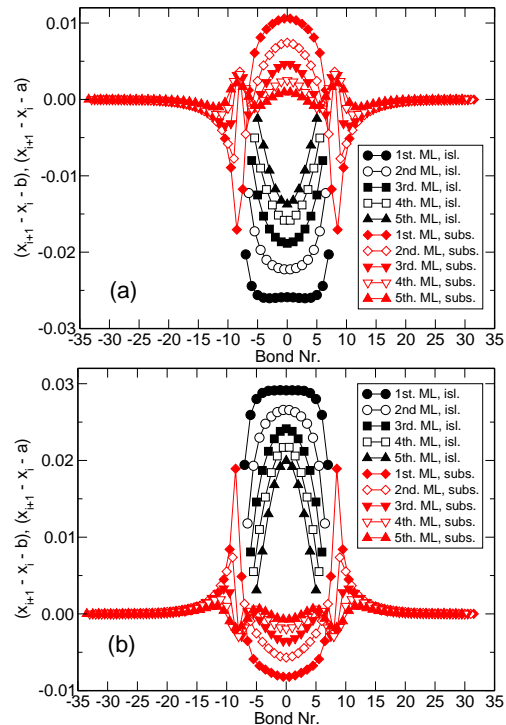 0.01
0.00
-0.01
-0.02
-0.03
(x_{i+1} - x_i - b), (x_{i+1} - x_i - a)
1st. ML, isl.
2nd ML, isl.
3rd. ML, isl.
4th. ML, isl.
5th. ML, isl.
1st. ML, subs.
2nd. ML, subs.
3rd. ML, subs.
4th. ML, subs.
5th. ML, subs.
(a)
-35 -30 -25 -20 -15 -10 -5 0 5 10 15 20 25 30 35
Bond Nr.
0.03
0.02
0.01
0.00
-0.01
(x_{i+1} - x_i - b), (x_{i+1} - x_i - a)
1st. ML, isl.
2nd. ML, isl.
3rd. ML, isl.
4th. ML, isl.
5th. ML, isl.
1st. ML, subs.
2nd. ML, subs.
3rd. ML, subs.
4th. ML, subs.
5th. ML, subs.
(b)
-35 -30 -25 -20 -15 -10 -5 0 5 10 15 20 25 30 35
Bond Nr.